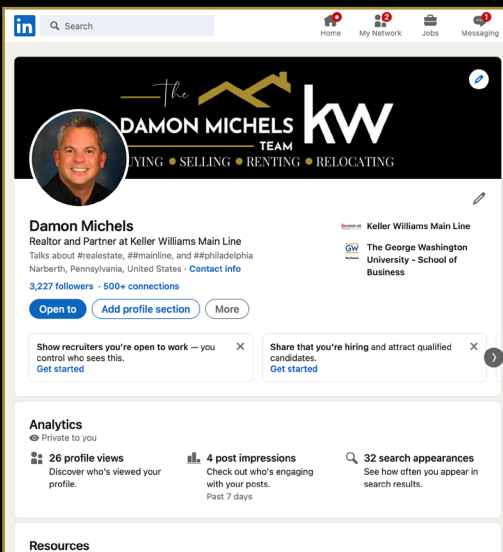 in
Search
Home
My Network
2
Jobs
Messaging
1
The
DAMON MICHELS
TEAM
kw
UYING • SELLING • RENTING • RELOCATING
Damon Michels
Realtor and Partner at Keller Williams Main Line
Talks about #realestate, ##mainline, and ##philadelphia
Narberth, Pennsylvania, United States · Contact info
3,227 followers · 500+ connections
Keller Williams Main Line
GW
The George Washington
University - School of
Business
Open to
Add profile section
More
Show recruiters you're open to work — you
control who sees this.
Get started
Share that you're hiring and attract qualified
candidates.
Get started
Analytics
Private to you
26 profile views
Discover who's viewed your
profile.
4 post impressions
Check out who's engaging
with your posts.
Past 7 days
32 search appearances
See how often you appear in
search results.
Resources